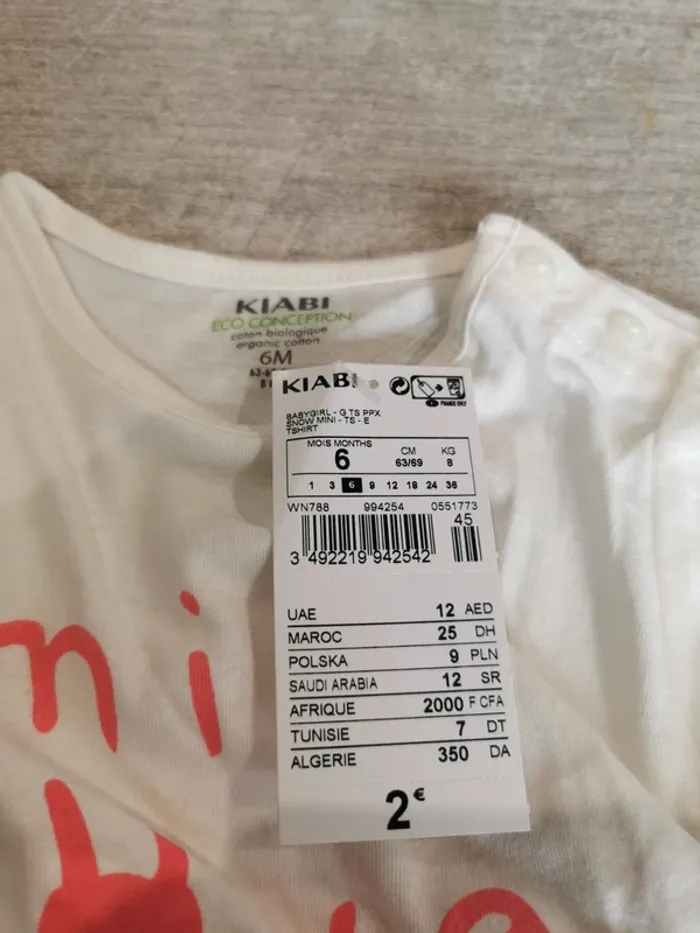 KIABI
ECO CONCEPTION
coton biologique
organic cotton
6M
KIABI
FRANCE ONLY
BABYGIRL - G TS PPX
SNOW MINI - TS - E
TSHIRT
MOIS MONTHS CM KG
6 63/69 8
1 3 6 9 12 18 24 36
WN788 994254 0551773
45
3 492219 942542
UAE 12 AED
MAROC 25 DH
POLSKA 9 PLN
SAUDI ARABIA 12 SR
AFRIQUE 2000 F CFA
TUNISIE 7 DT
ALGERIE 350 DA
2€
ni